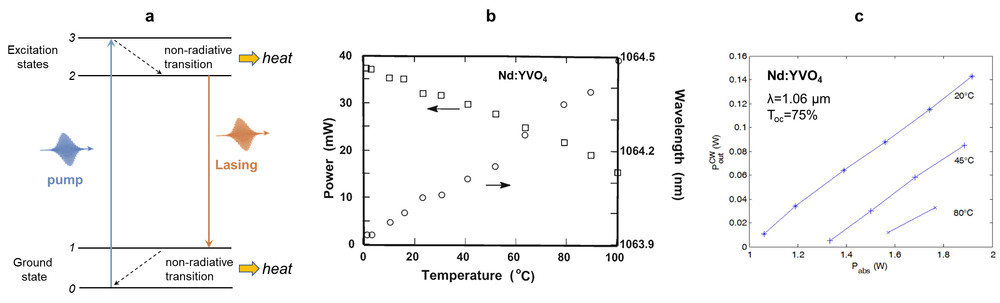 a
3
Excitation
states
non-radiative
transition
heat
2
pump
Lasing
1
Ground
state
non-radiative
transition
heat
0
b
40
30
20
10
0
Power (mW)
Nd:YVO4
1064.5
1064.2
1063.9
Wavelength (nm)
0 20 40 60 80 100
Temperature (°C)
c
0.16
0.14
0.12
0.1
0.08
0.06
0.04
0.02
0
P_out^CW (W)
Nd:YVO4
λ=1.06 µm
Toc=75%
20°C
45°C
80°C
1 1.2 1.4 1.6 1.8 2
Pabs (W)